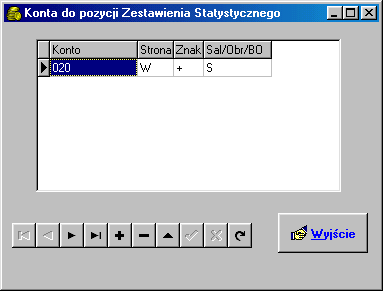 Konta do pozycji Zestawienia Statystycznego
Konto Strona Znak Sal/Obr/BO
020 W + S
Wyjście